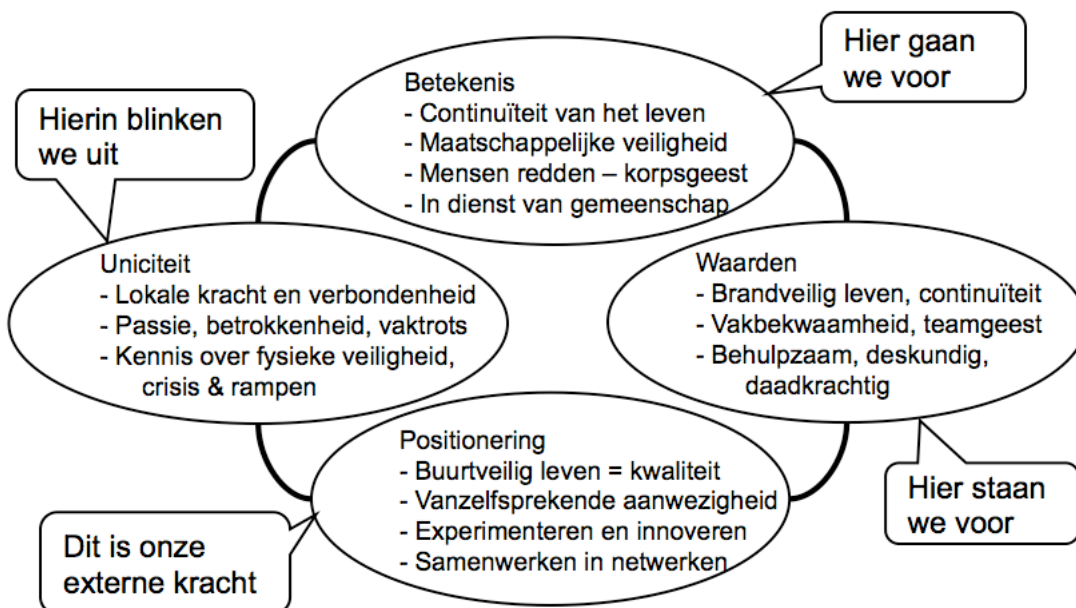 Hier gaan
we voor
Betekenis
- Continuïteit van het leven
- Maatschappelijke veiligheid
- Mensen redden – korpsgeest
- In dienst van gemeenschap
Hierin blinken
we uit
Uniciteit
- Lokale kracht en verbondenheid
- Passie, betrokkenheid, vaktrots
- Kennis over fysieke veiligheid,
crisis & rampen
Waarden
- Brandveilig leven, continuïteit
- Vakbekwaamheid, teamgeest
- Behulpzaam, deskundig,
daadkrachtig
Hier staan
we voor
Positionering
- Buurtveilig leven = kwaliteit
- Vanzelfsprekende aanwezigheid
- Experimenteren en innoveren
- Samenwerken in netwerken
Dit is onze
externe kracht